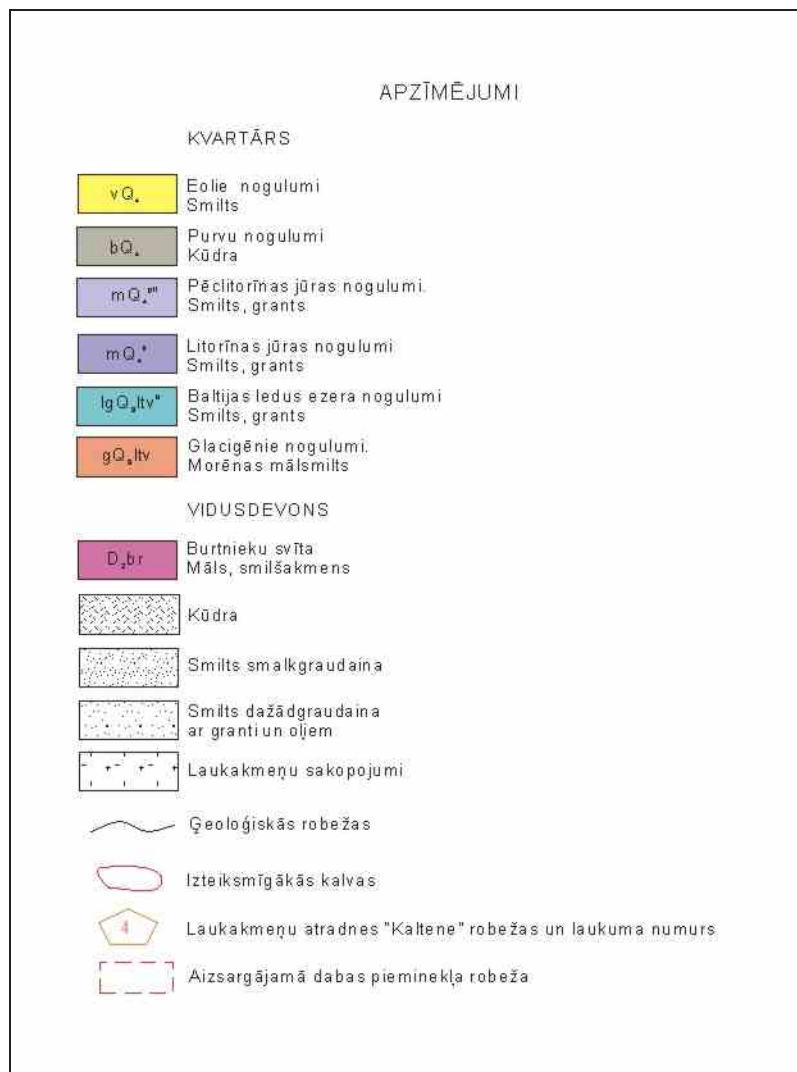 APZĪMĒJUMI
KVARTĀRS
vQ₄ Eolie nogulumi
Smilts
bQ₄ Purvu nogulumi
Kūdra
mQ₄ Pēclitorīnas jūras nogulumi.
Smilts, grants
mQ₄ Litorīnas jūras nogulumi
Smilts, grants
lgQ₃ltv Baltijas ledus ezera nogulumi
Smilts, grants
gQ₃ltv Glacigēnie nogulumi.
Morēnas mālsmilts
VIDUSDEVONS
D₂br Burtnieku svīta
Māls, smilšakmens
Kūdra
Smilts smalkgraudaina
Smilts dažādgraudaina
ar granti un oļiem
Laukakmeņu sakopojumi
Ģeoloģiskās robežas
Izteiksmīgākās kalvas
4 Laukakmeņu atradnes "Kaltene" robežas un laukuma numurs
Aizsargājamā dabas pieminekļa robeža